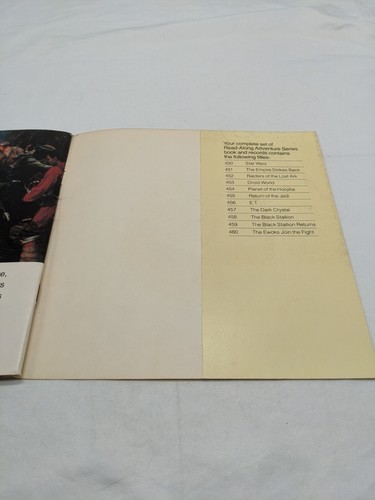 Your complete set of
Read-Along Adventure Series
book and records contains
the following titles:
450 Star Wars
451 The Empire Strikes Back
452 Raiders of the Lost Ark
453 Droid World
454 Planet of the Hoojibs
455 Return of the Jedi
456 E.T.
457 The Dark Crystal
458 The Black Stallion
459 The Black Stallion Returns
460 The Ewoks Join the Fight